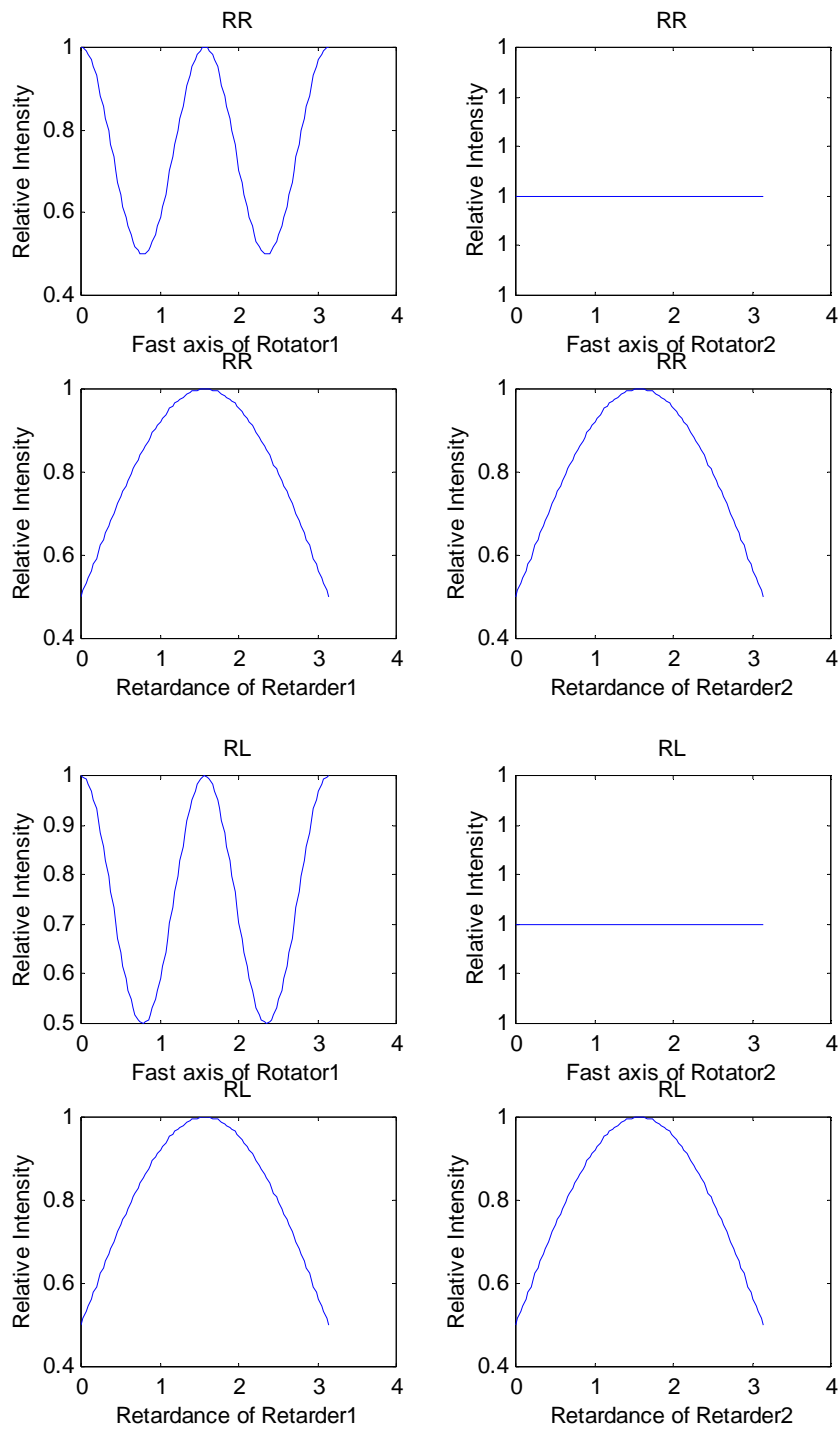 RR
RR
1
0.8
0.6
0.4
Relative Intensity
0 1 2 3 4
Fast axis of Rotator1
1
1
1
1
1
1
Relative Intensity
0 1 2 3 4
Fast axis of Rotator2
RR
RR
1
0.8
0.6
0.4
Relative Intensity
0 1 2 3 4
Retardance of Retarder1
1
0.8
0.6
0.4
Relative Intensity
0 1 2 3 4
Retardance of Retarder2
RL
RL
1
0.9
0.8
0.7
0.6
0.5
Relative Intensity
0 1 2 3 4
Fast axis of Rotator1
1
1
1
1
1
1
Relative Intensity
0 1 2 3 4
Fast axis of Rotator2
RL
RL
1
0.8
0.6
0.4
Relative Intensity
0 1 2 3 4
Retardance of Retarder1
1
0.8
0.6
0.4
Relative Intensity
0 1 2 3 4
Retardance of Retarder2